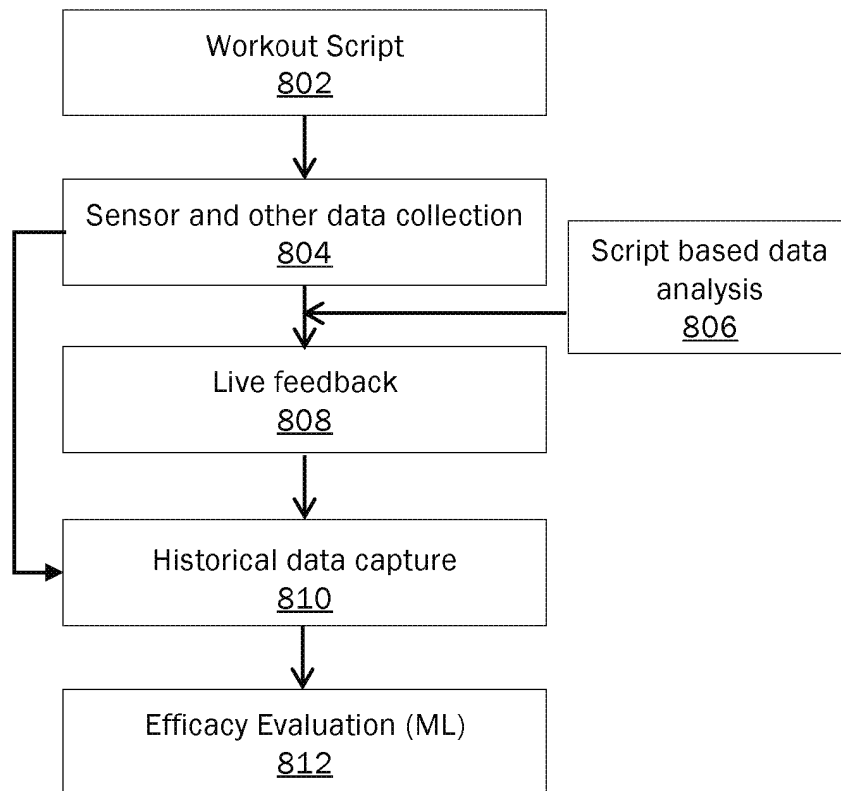 Workout Script
802
Sensor and other data collection
804
Script based data
analysis
806
Live feedback
808
Historical data capture
810
Efficacy Evaluation (ML)
812